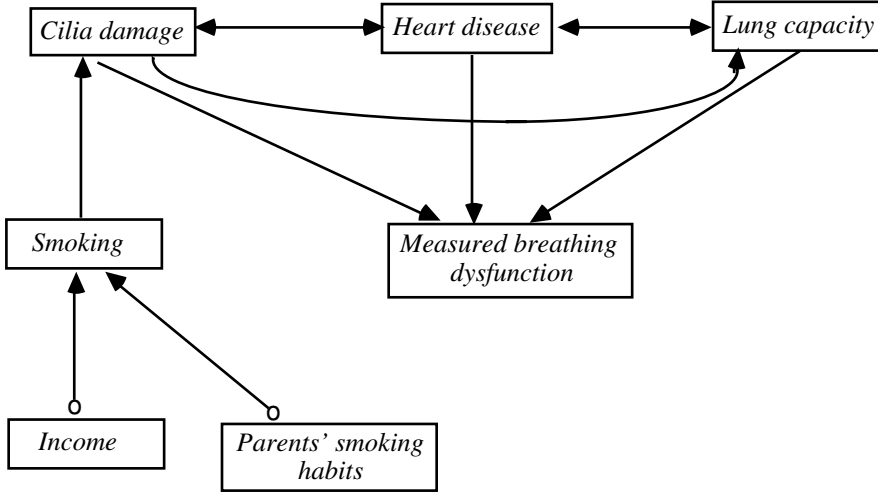 Cilia damage
Heart disease
Lung capacity
Smoking
Measured breathing
dysfunction
Income
Parents’ smoking
habits